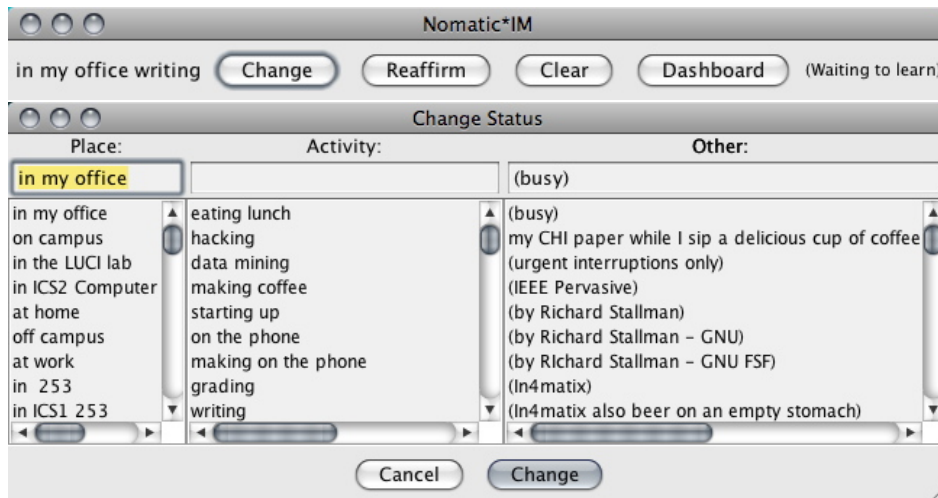 Nomatic*IM
in my office writing Change Reaffirm Clear Dashboard (Waiting to learn)
Change Status
Place: Activity: Other:
in my office (busy)
in my office eating lunch (busy)
on campus hacking my CHI paper while I sip a delicious cup of coffee
in the LUCI lab data mining (urgent interruptions only)
in ICS2 Computer making coffee (IEEE Pervasive)
at home starting up (by Richard Stallman)
off campus on the phone (by Richard Stallman - GNU)
at work making on the phone (by RIchard Stallman - GNU FSF)
in 253 grading (In4matix)
in ICS1 253 writing (In4matix also beer on an empty stomach)
Cancel Change